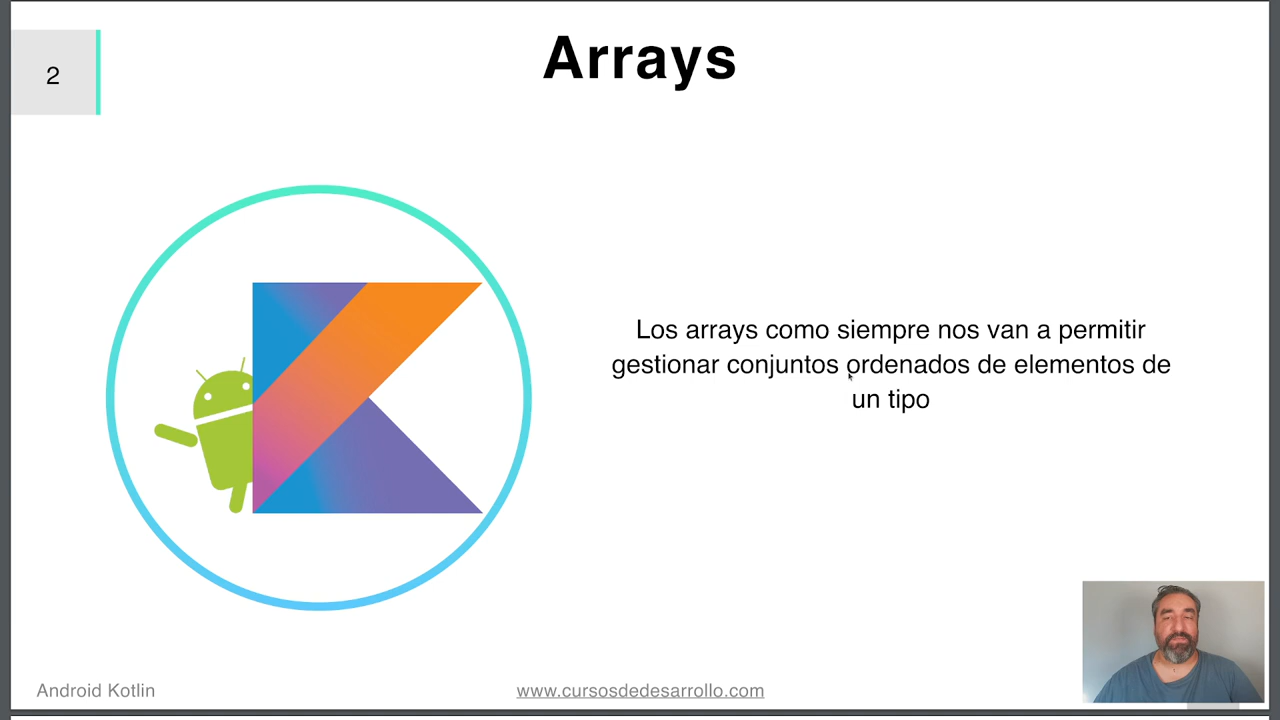 2
Arrays
Los arrays como siempre nos van a permitir
gestionar conjuntos ordenados de elementos de
un tipo
Android Kotlin
www.cursosdedesarrollo.com